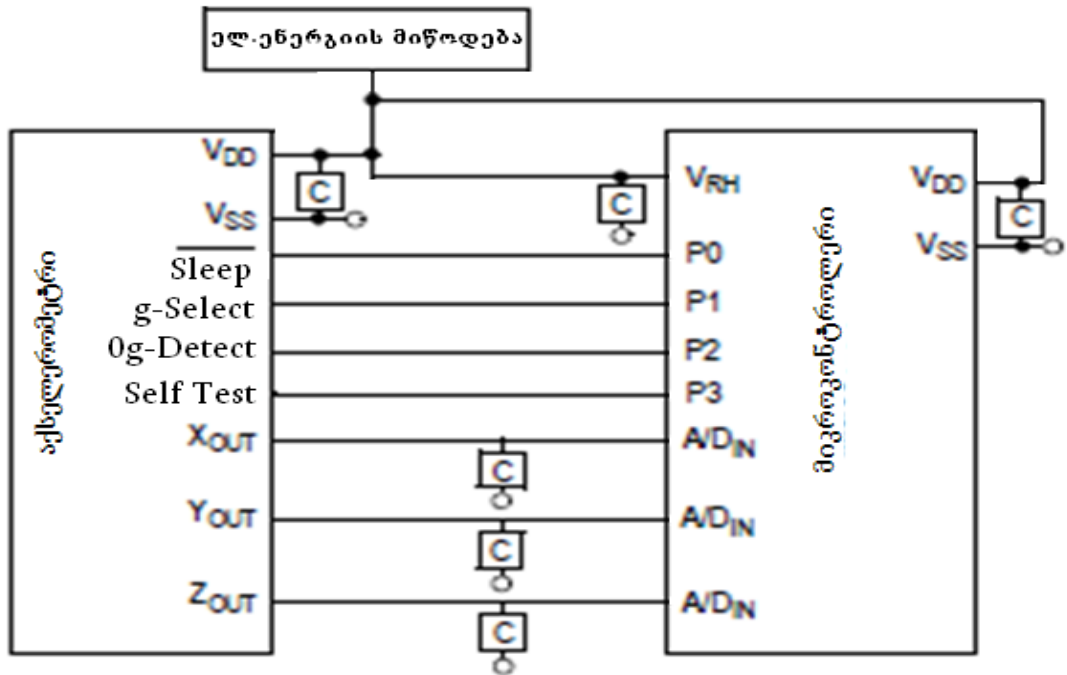 ელ.ენერგიის მიწოდება
აქსელერომეტრი
VDD
VSS
Sleep
g-Select
0g-Detect
Self Test
XOUT
YOUT
ZOUT
C
C
C
C
C
VRH
P0
P1
P2
P3
A/DIN
A/DIN
A/DIN
მიკროკონტროლერი
VDD
VSS
C